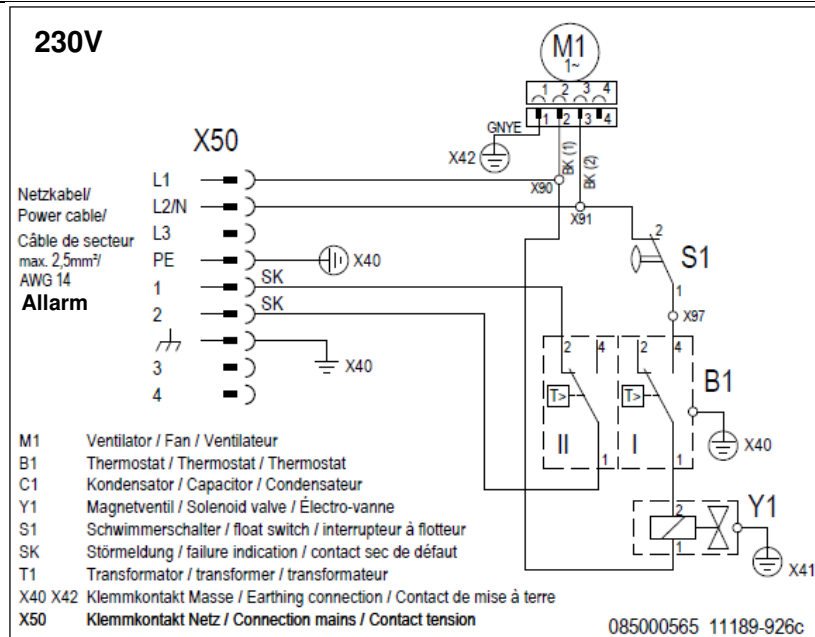 230V
M1
1~
1 2 3 4
1 2 3 4
GNYE
X42
BK (1)
BK (2)
X90
X91
X50
Netzkabel/
Power cable/
Câble de secteur
max. 2,5mm²/
AWG 14
Allarm
L1
L2/N
L3
PE
X40
1
SK
2
SK
X40
3
4
2
S1
1
X97
2 4
2 4
B1
T>
T>
II
I
X40
1
1
2
Y1
1
X41
M1 Ventilator / Fan / Ventilateur
B1 Thermostat / Thermostat / Thermostat
C1 Kondensator / Capacitor / Condensateur
Y1 Magnetventil / Solenoid valve / Électro-vanne
S1 Schwimmerschalter / float switch / interrupteur à flotteur
SK Störmeldung / failure indication / contact sec de défaut
T1 Transformator / transformer / transformateur
X40 X42 Klemmkontakt Masse / Earthing connection / Contact de mise à terre
X50 Klemmkontakt Netz / Connection mains / Contact tension
085000565 11189-926c